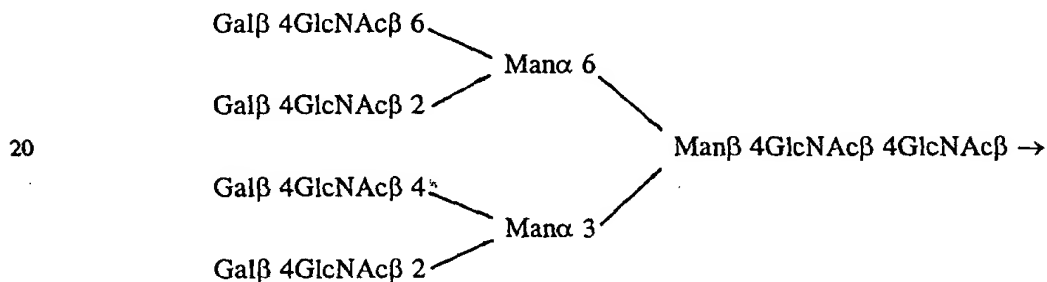 Galβ 4GlcNAcβ 6
Manα 6
Galβ 4GlcNAcβ 2
20
Manβ 4GlcNAcβ 4GlcNAcβ →
Galβ 4GlcNAcβ 4
Manα 3
Galβ 4GlcNAcβ 2